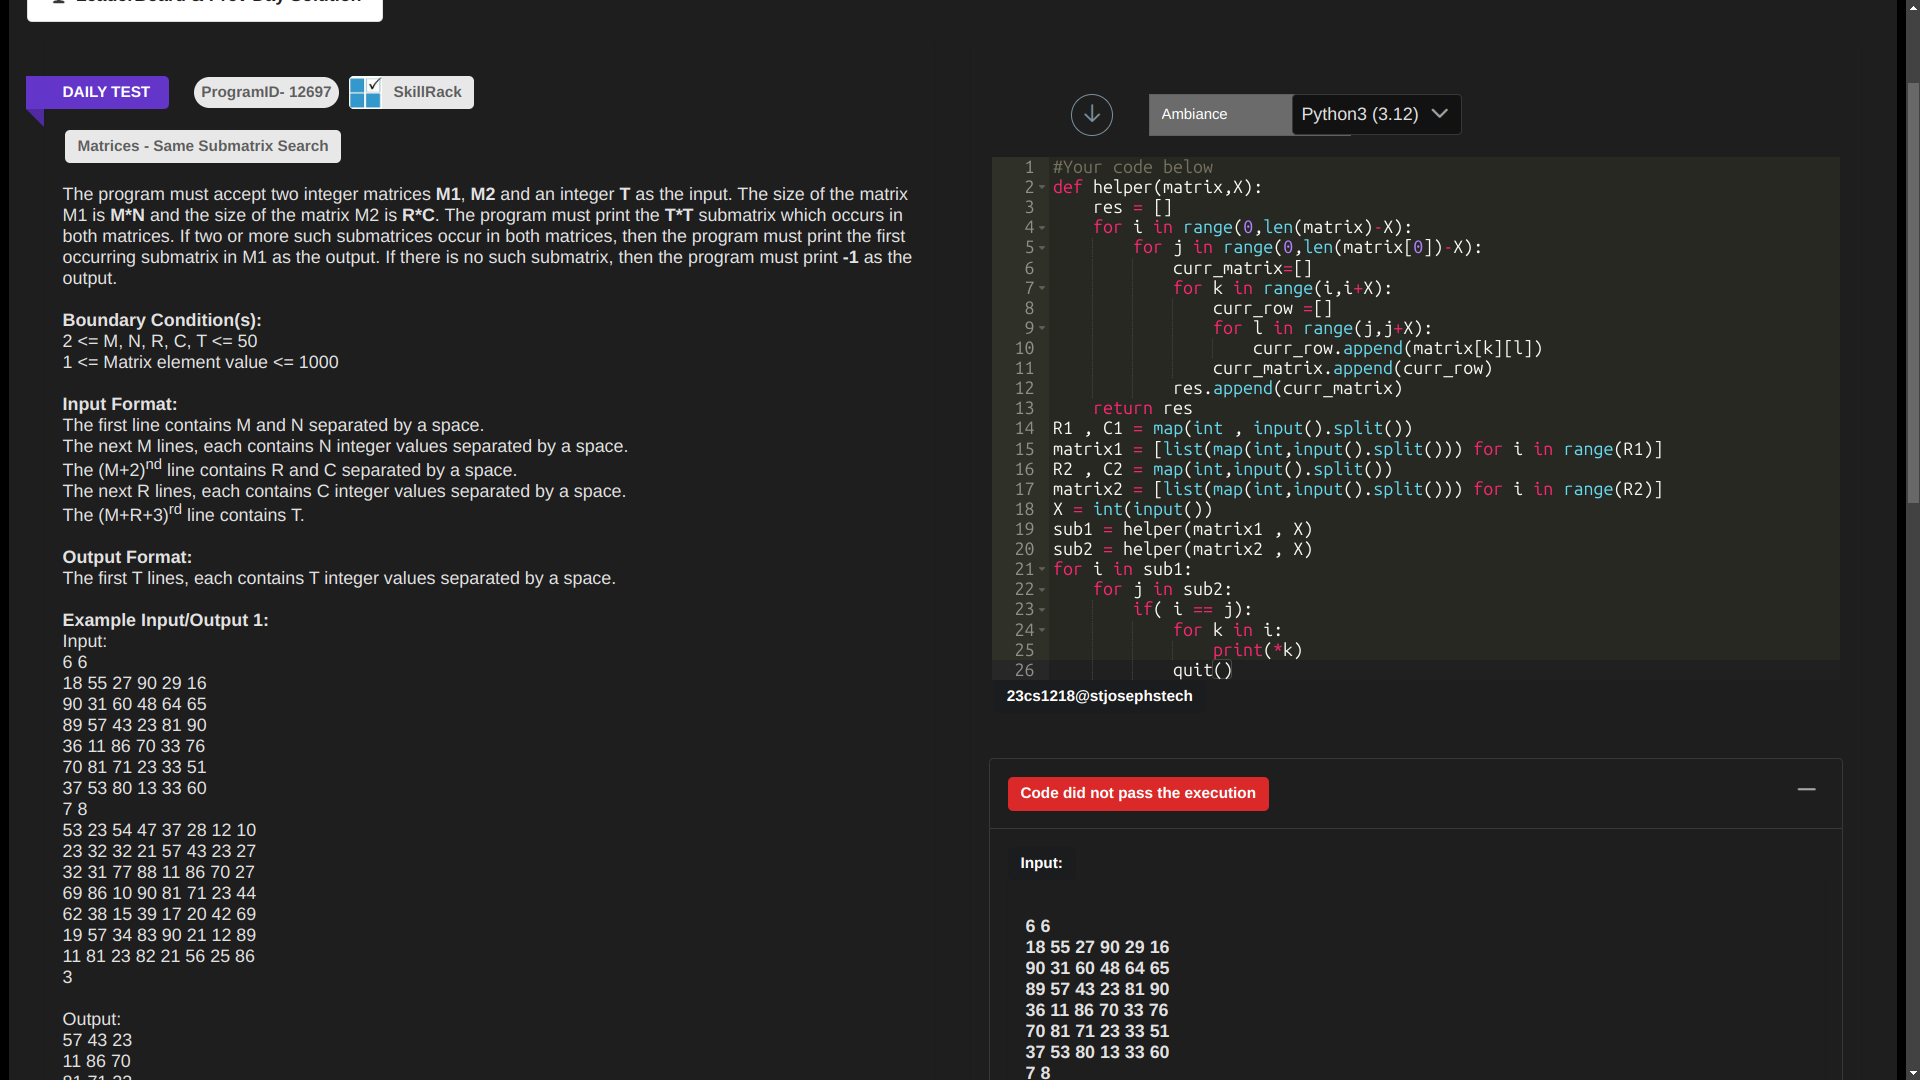 LeaderBoard & Prev Day Solution
DAILY TEST
ProgramID- 12697
SkillRack
Matrices - Same Submatrix Search
The program must accept two integer matrices M1, M2 and an integer T as the input. The size of the matrix
M1 is M*N and the size of the matrix M2 is R*C. The program must print the T*T submatrix which occurs in
both matrices. If two or more such submatrices occur in both matrices, then the program must print the first
occurring submatrix in M1 as the output. If there is no such submatrix, then the program must print -1 as the
output.
Boundary Condition(s):
2 <= M, N, R, C, T <= 50
1 <= Matrix element value <= 1000
Input Format:
The first line contains M and N separated by a space.
The next M lines, each contains N integer values separated by a space.
The (M+2)nd line contains R and C separated by a space.
The next R lines, each contains C integer values separated by a space.
The (M+R+3)rd line contains T.
Output Format:
The first T lines, each contains T integer values separated by a space.
Example Input/Output 1:
Input:
6 6
18 55 27 90 29 16
90 31 60 48 64 65
89 57 43 23 81 90
36 11 86 70 33 76
70 81 71 23 33 51
37 53 80 13 33 60
7 8
53 23 54 47 37 28 12 10
23 32 32 21 57 43 23 27
32 31 77 88 11 86 70 27
69 86 10 90 81 71 23 44
62 38 15 39 17 20 42 69
19 57 34 83 90 21 12 89
11 81 23 82 21 56 25 86
3
Output:
57 43 23
11 86 70
81 71 23
Ambiance
Python3 (3.12)
1 #Your code below
2 def helper(matrix,X):
3 res = []
4 for i in range(0,len(matrix)-X):
5 for j in range(0,len(matrix[0])-X):
6 curr_matrix=[]
7 for k in range(i,i+X):
8 curr_row =[]
9 for l in range(j,j+X):
10 curr_row.append(matrix[k][l])
11 curr_matrix.append(curr_row)
12 res.append(curr_matrix)
13 return res
14 R1 , C1 = map(int , input().split())
15 matrix1 = [list(map(int,input().split())) for i in range(R1)]
16 R2 , C2 = map(int,input().split())
17 matrix2 = [list(map(int,input().split())) for i in range(R2)]
18 X = int(input())
19 sub1 = helper(matrix1 , X)
20 sub2 = helper(matrix2 , X)
21 for i in sub1:
22 for j in sub2:
23 if( i == j):
24 for k in i:
25 print(*k)
26 quit()
23cs1218@stjosephstech
Code did not pass the execution
Input:
6 6
18 55 27 90 29 16
90 31 60 48 64 65
89 57 43 23 81 90
36 11 86 70 33 76
70 81 71 23 33 51
37 53 80 13 33 60
7 8